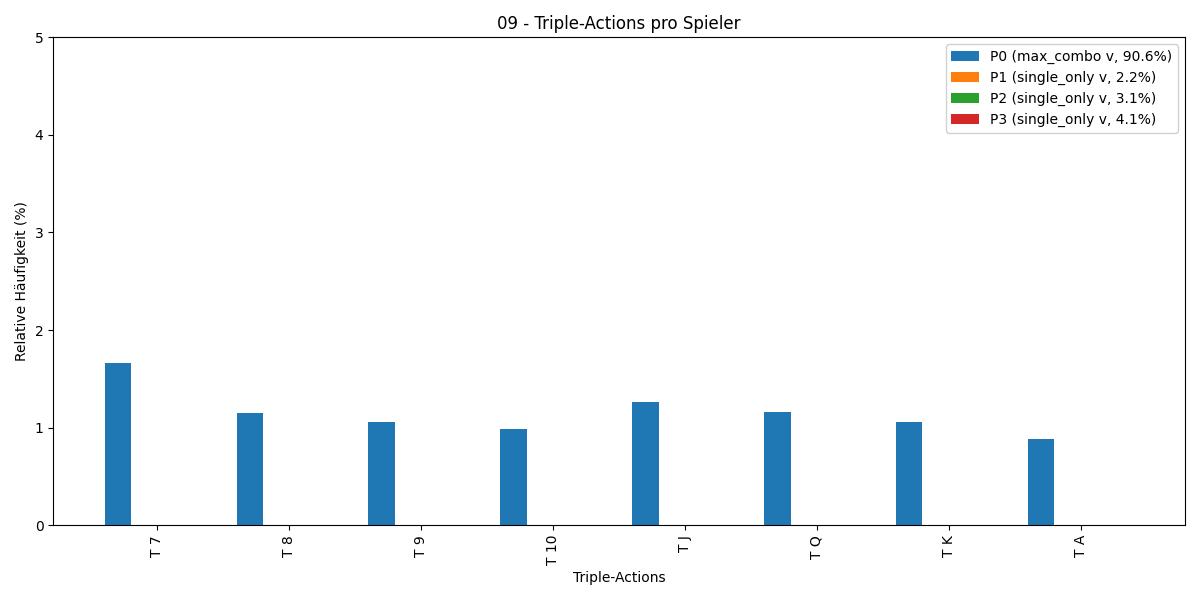 09 - Triple-Actions pro Spieler
P0 (max_combo v, 90.6%)
P1 (single_only v, 2.2%)
P2 (single_only v, 3.1%)
P3 (single_only v, 4.1%)
Relative Häufigkeit (%)
5
4
3
2
1
0
T 7
T 8
T 9
T 10
T J
T Q
T K
T A
Triple-Actions